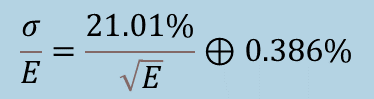 σ/E = 21.01%/√E ⊕ 0.386%